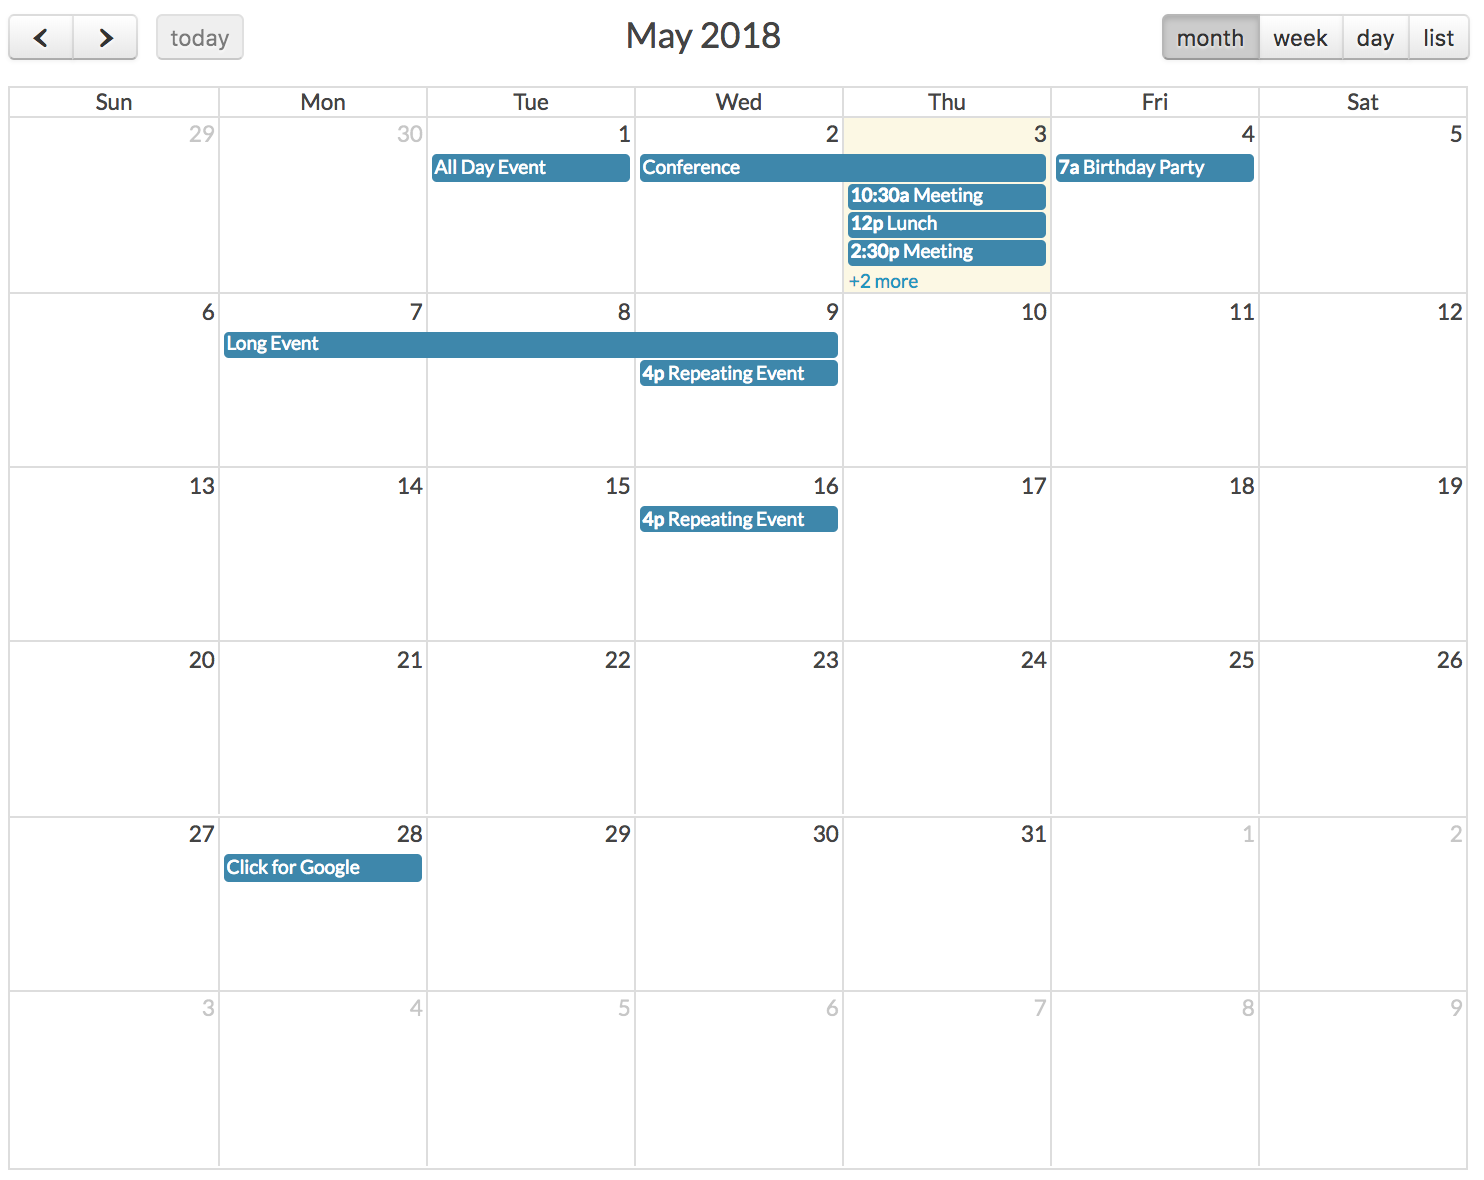 today
May 2018
month week day list
Sun Mon Tue Wed Thu Fri Sat
29 30 1 2 3 4 5
All Day Event Conference 7a Birthday Party
10:30a Meeting
12p Lunch
2:30p Meeting
+2 more
6 7 8 9 10 11 12
Long Event
4p Repeating Event
13 14 15 16 17 18 19
4p Repeating Event
20 21 22 23 24 25 26
27 28 29 30 31 1 2
Click for Google
3 4 5 6 7 8 9